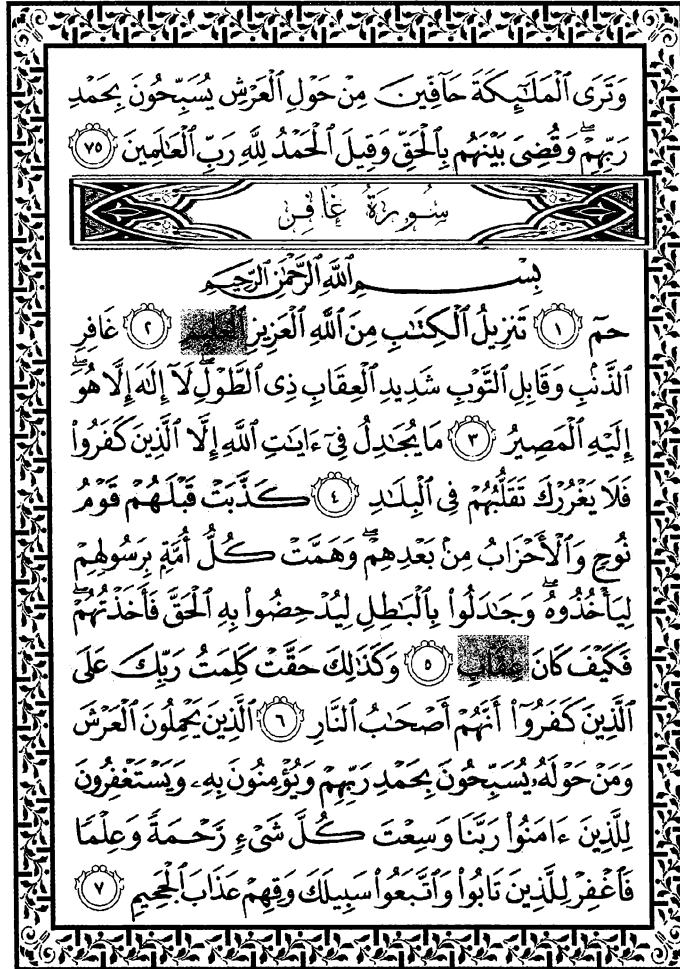 وَتَرَى ٱلْمَلَٰٓئِكَةَ حَآفِّينَ مِنْ حَوْلِ ٱلْعَرْشِ يُسَبِّحُونَ بِحَمْدِ
رَبِّهِمْ ۖ وَقُضِىَ بَيْنَهُم بِٱلْحَقِّ وَقِيلَ ٱلْحَمْدُ لِلَّهِ رَبِّ ٱلْعَٰلَمِينَ ٧٥
سُورَةُ غَافِرٍ
بِسْمِ ٱللَّهِ ٱلرَّحْمَٰنِ ٱلرَّحِيمِ
حمٓ ١ تَنزِيلُ ٱلْكِتَٰبِ مِنَ ٱللَّهِ ٱلْعَزِيزِ ٱلْعَلِيمِ ٢ غَافِرِ
ٱلذَّنۢبِ وَقَابِلِ ٱلتَّوْبِ شَدِيدِ ٱلْعِقَابِ ذِى ٱلطَّوْلِ ۖ لَآ إِلَٰهَ إِلَّا هُوَ ۖ
إِلَيْهِ ٱلْمَصِيرُ ٣ مَا يُجَٰدِلُ فِىٓ ءَايَٰتِ ٱللَّهِ إِلَّا ٱلَّذِينَ كَفَرُوا۟
فَلَا يَغْرُرْكَ تَقَلُّبُهُمْ فِى ٱلْبِلَٰدِ ٤ كَذَّبَتْ قَبْلَهُمْ قَوْمُ
نُوحٍ وَٱلْأَحْزَابُ مِنۢ بَعْدِهِمْ ۖ وَهَمَّتْ كُلُّ أُمَّةٍۭ بِرَسُولِهِمْ
لِيَأْخُذُوهُ ۖ وَجَٰدَلُوا۟ بِٱلْبَٰطِلِ لِيُدْحِضُوا۟ بِهِ ٱلْحَقَّ فَأَخَذْتُهُمْ ۖ
فَكَيْفَ كَانَ عِقَابِ ٥ وَكَذَٰلِكَ حَقَّتْ كَلِمَتُ رَبِّكَ عَلَى
ٱلَّذِينَ كَفَرُوٓا۟ أَنَّهُمْ أَصْحَٰبُ ٱلنَّارِ ٦ ٱلَّذِينَ يَحْمِلُونَ ٱلْعَرْشَ
وَمَنْ حَوْلَهُۥ يُسَبِّحُونَ بِحَمْدِ رَبِّهِمْ وَيُؤْمِنُونَ بِهِۦ وَيَسْتَغْفِرُونَ
لِلَّذِينَ ءَامَنُوا۟ رَبَّنَا وَسِعْتَ كُلَّ شَىْءٍ رَّحْمَةً وَعِلْمًا
فَٱغْفِرْ لِلَّذِينَ تَابُوا۟ وَٱتَّبَعُوا۟ سَبِيلَكَ وَقِهِمْ عَذَابَ ٱلْجَحِيمِ ٧